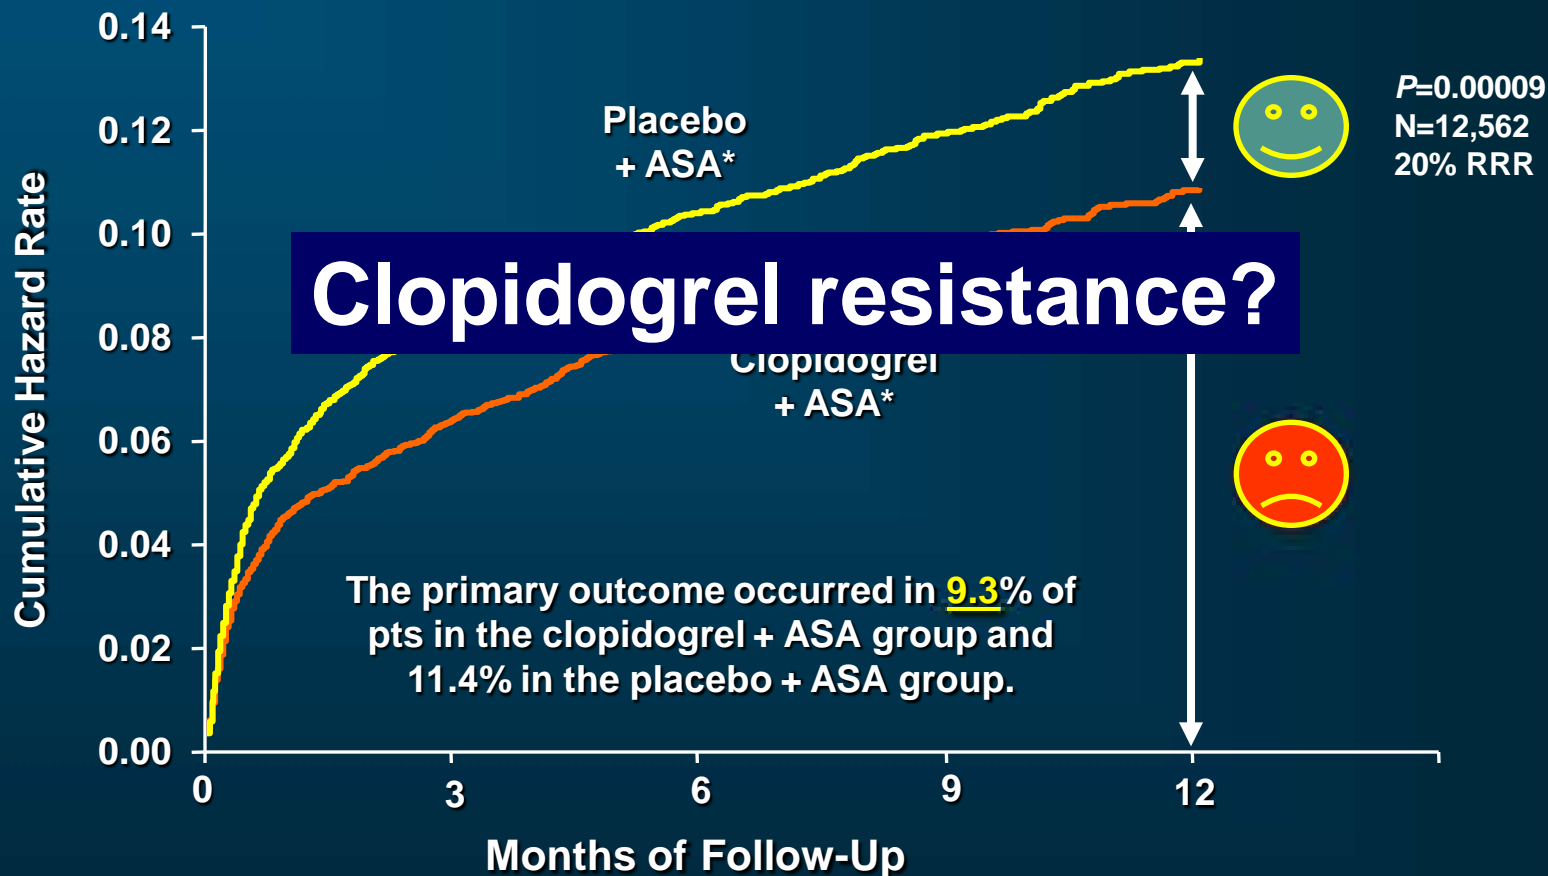 0.14
0.12
0.10
0.08
0.06
0.04
0.02
0.00
Cumulative Hazard Rate
Placebo
+ ASA*
P=0.00009
N=12,562
20% RRR
Clopidogrel resistance?
Clopidogrel
+ ASA*
The primary outcome occurred in 9.3% of
pts in the clopidogrel + ASA group and
11.4% in the placebo + ASA group.
0 3 6 9 12
Months of Follow-Up